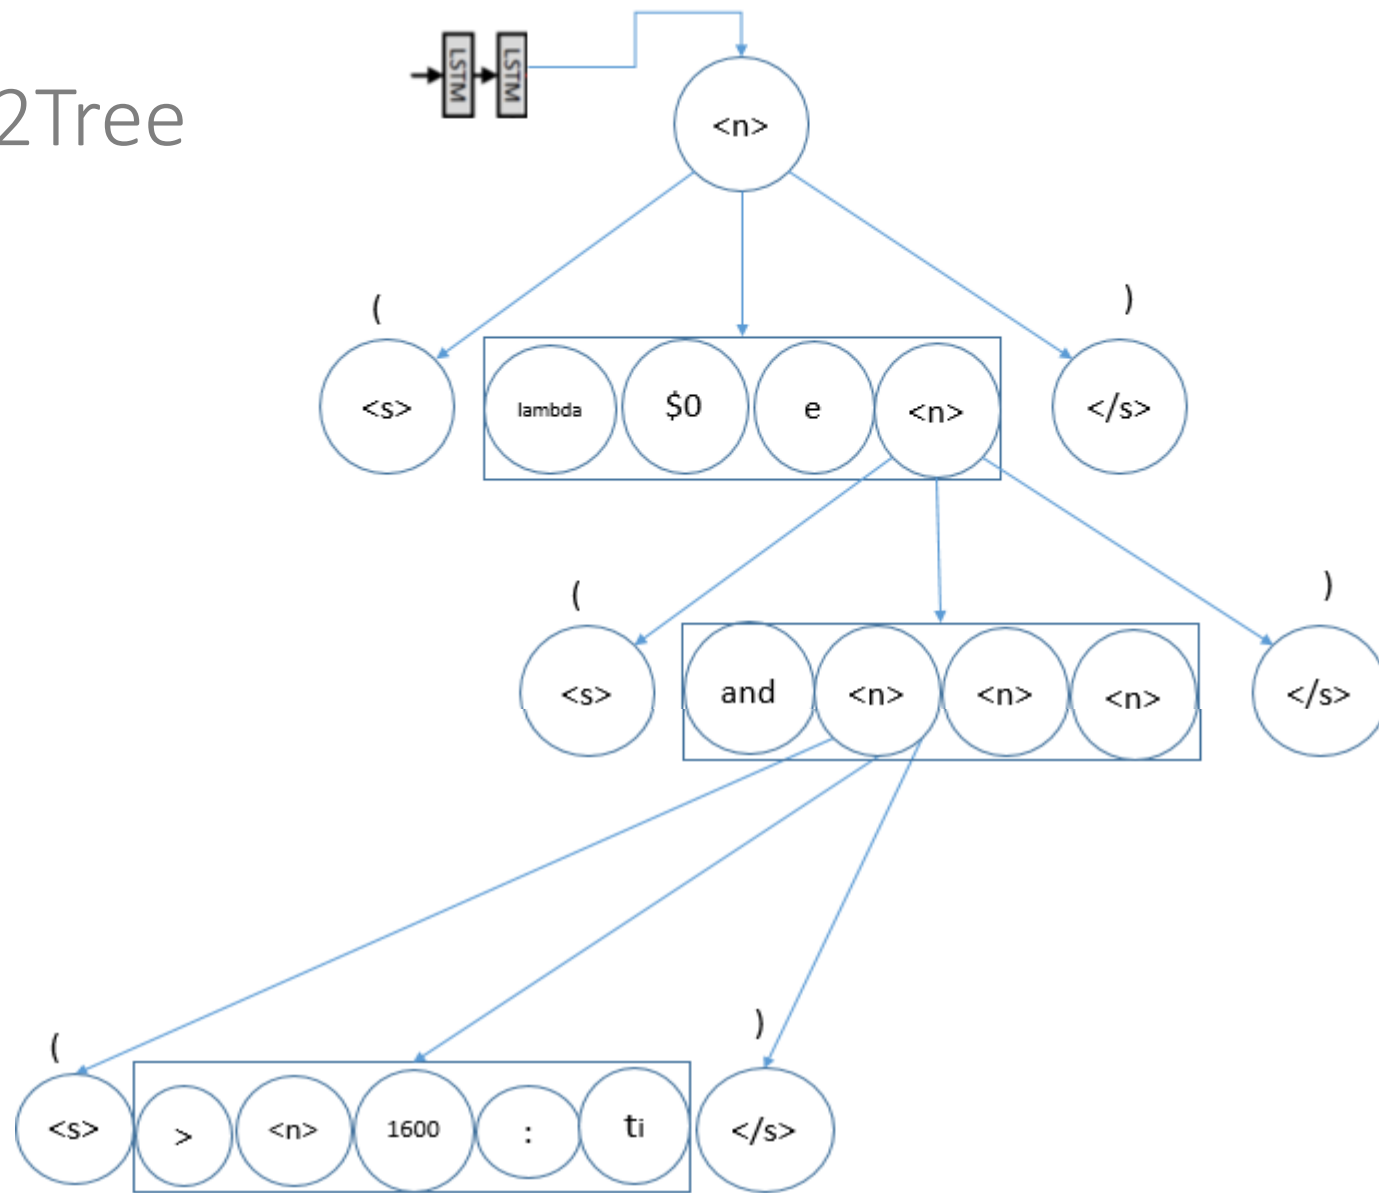 LSTM LSTM
2Tree
<n>
( )
<s> lambda $0 e <n> </s>
( )
<s> and <n> <n> <n> </s>
( )
<s> > <n> 1600 : ti </s>